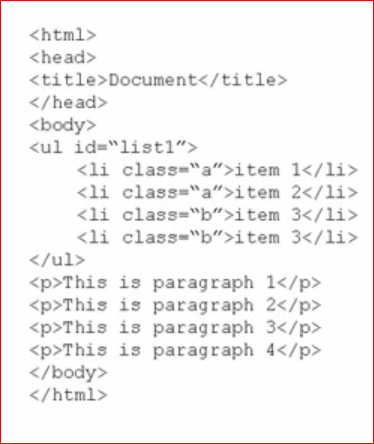 <html>
<head>
<title>Document</title>
</head>
<body>
<ul id=“list1”>
<li class=“a”>item 1</li>
<li class=“a”>item 2</li>
<li class=“b”>item 3</li>
<li class=“b”>item 3</li>
</ul>
<p>This is paragraph 1</p>
<p>This is paragraph 2</p>
<p>This is paragraph 3</p>
<p>This is paragraph 4</p>
</body>
</html>